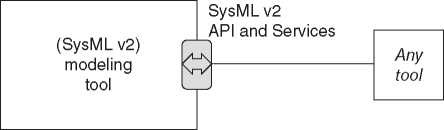 (SysML v2)
modeling
tool
SysML v2
API and Services
Any
tool